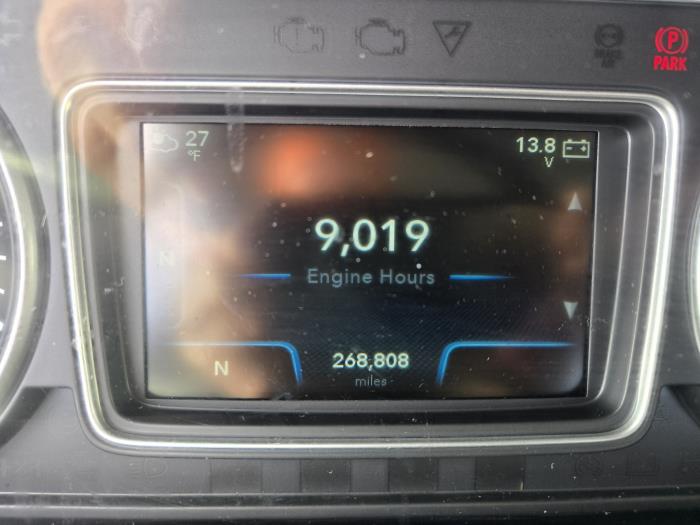 P
PARK
27
°F
13.8
V
9,019
Engine Hours
N
N
268,808
miles